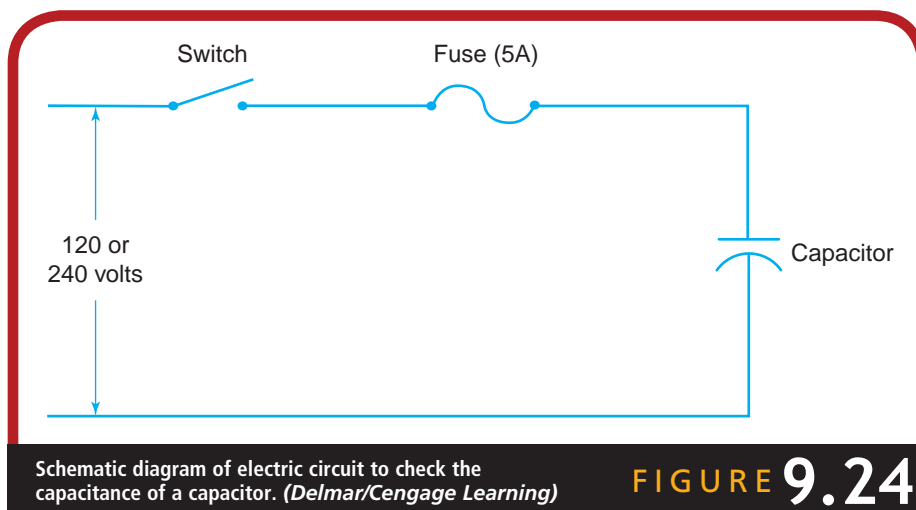 Switch
Fuse (5A)
120 or
240 volts
Capacitor
Schematic diagram of electric circuit to check the
capacitance of a capacitor. (Delmar/Cengage Learning)
FIGURE 9.24